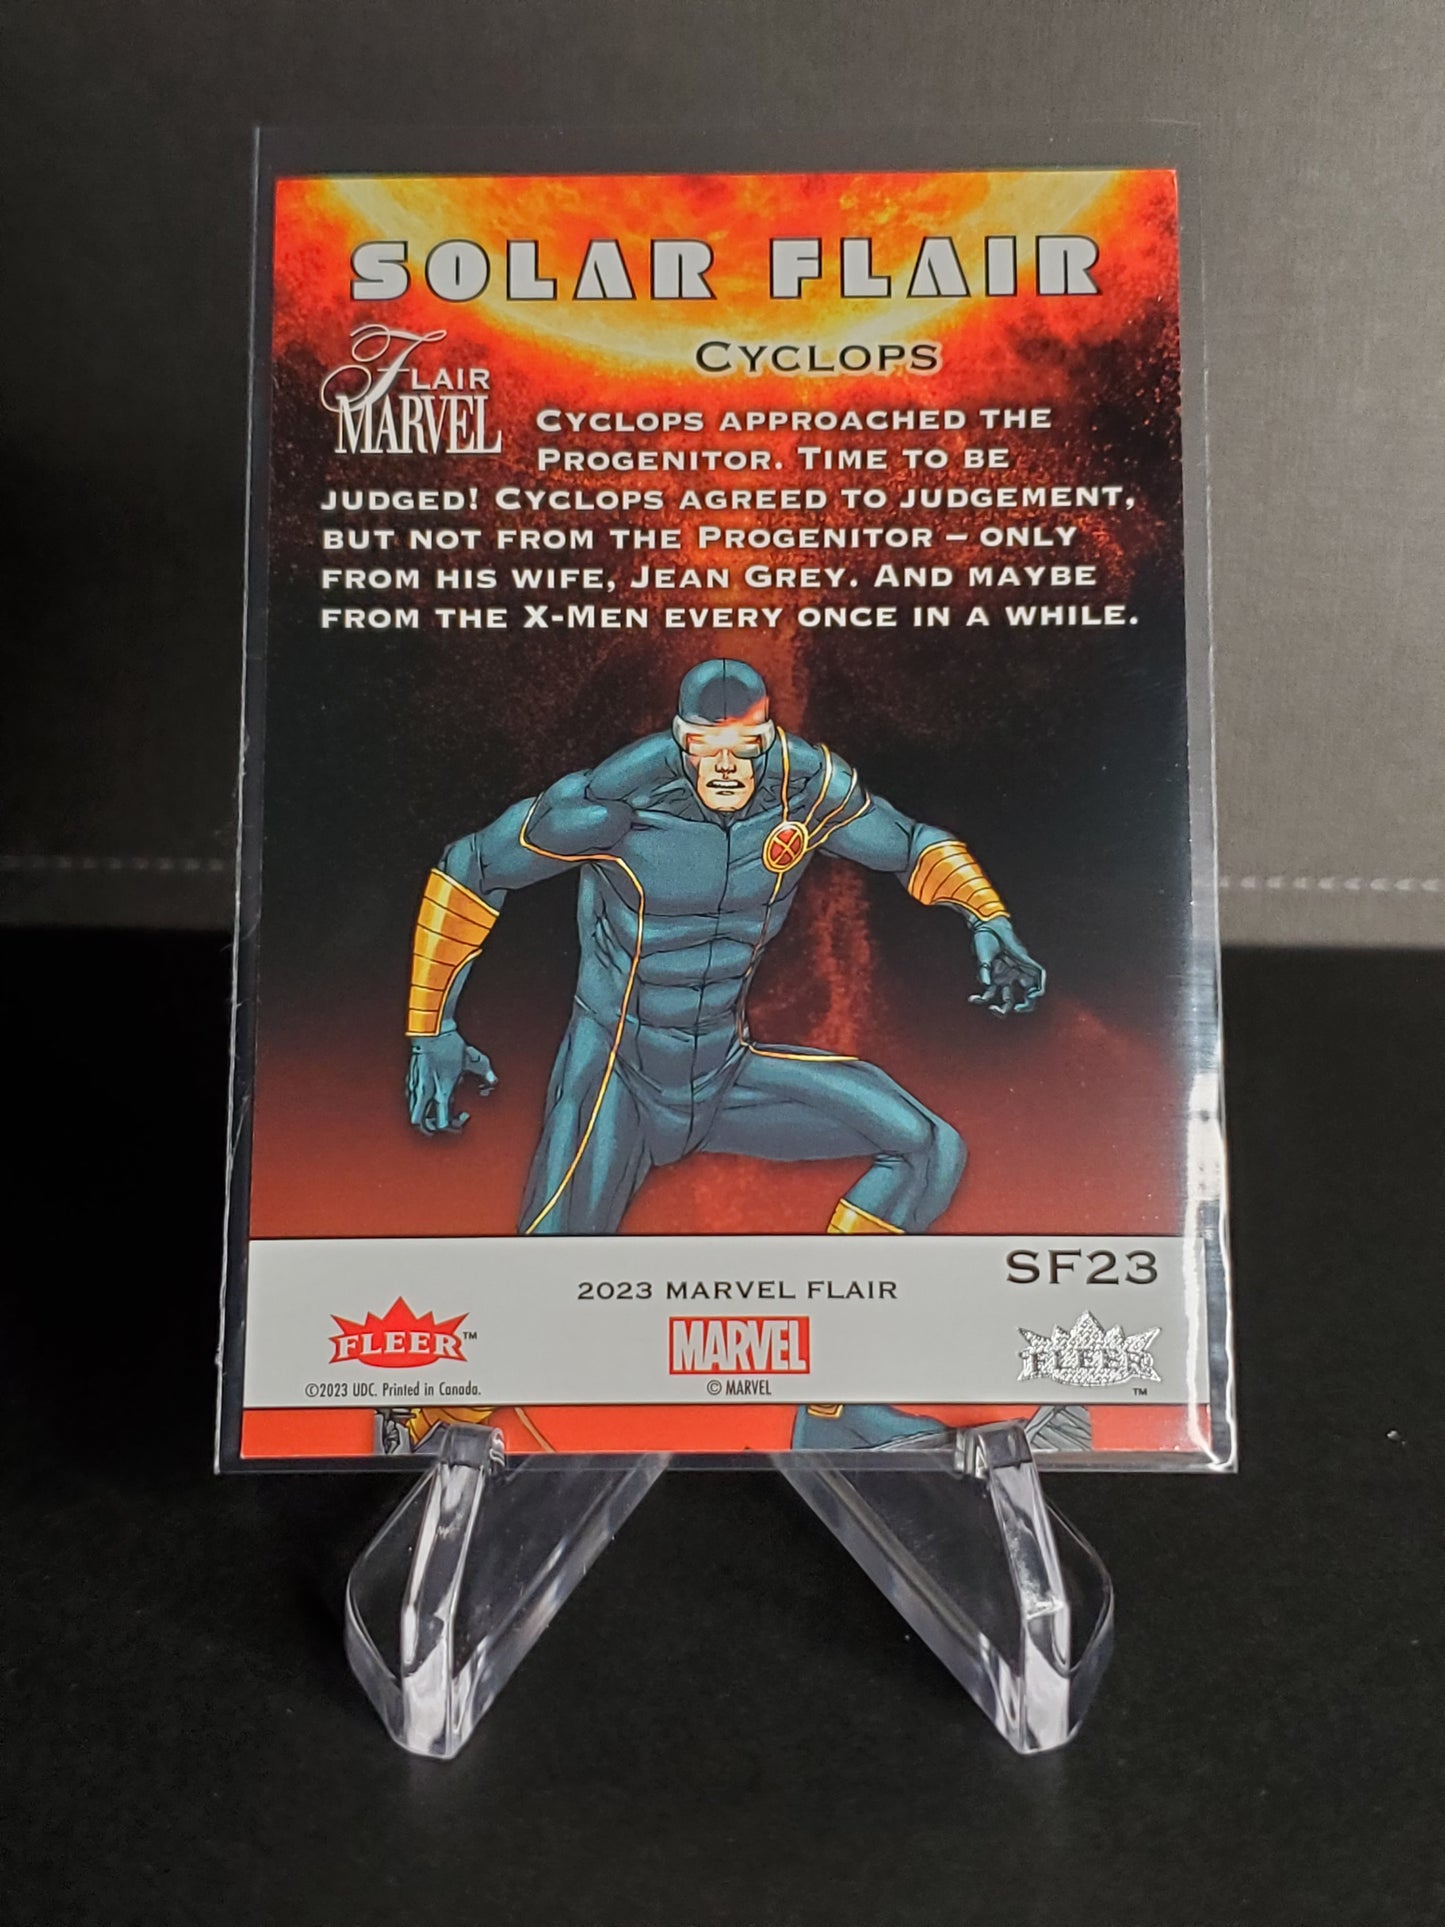 SOLAR FLAIR
CYCLOPS
FLAIR
MARVEL
CYCLOPS APPROACHED THE
PROGENITOR. TIME TO BE
JUDGED! CYCLOPS AGREED TO JUDGEMENT,
BUT NOT FROM THE PROGENITOR – ONLY
FROM HIS WIFE, JEAN GREY. AND MAYBE
FROM THE X-MEN EVERY ONCE IN A WHILE.
SF23
2023 MARVEL FLAIR
FLEER™
MARVEL
FLEER
™
©2023 UDC. Printed in Canada.
© MARVEL